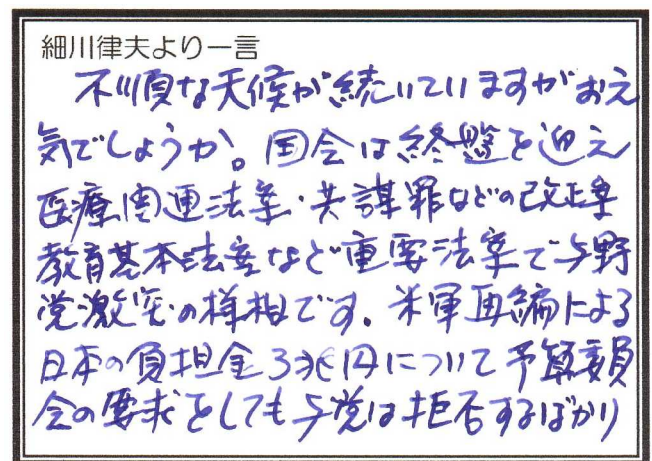 細川律夫より一言
不順な天候が続いていますがお元
気でしょうか。国会は終盤を迎え
医療関連法案・共謀罪などの改正案
教育基本法案など重要法案で与野
党激突の様相です。米軍再編による
日本の負担金3兆円について予算委員
会の要求をしても与党は拒否するばかり